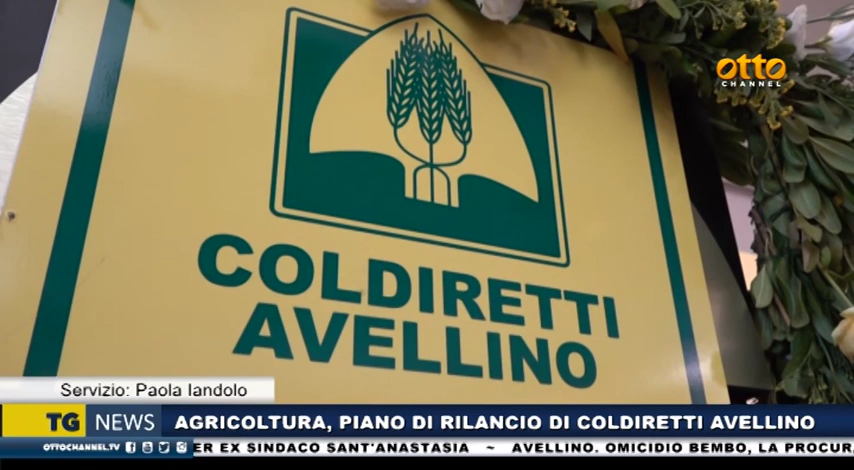 otto
CHANNEL
COLDIRETTI
AVELLINO
Servizio: Paola Iandolo
TG NEWS
AGRICOLTURA, PIANO DI RILANCIO DI COLDIRETTI AVELLINO
OTTOCHANNEL.TV
ER EX SINDACO SANT'ANASTASIA ~ AVELLINO. OMICIDIO BEMBO, LA PROCURA